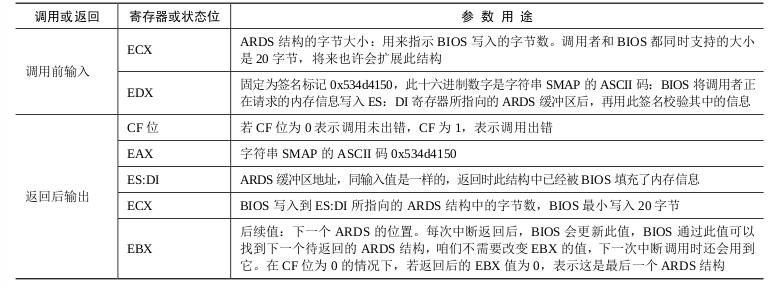 调用或返回 寄存器或状态位 参数用途
调用前输入
ECX
ARDS 结构的字节大小：用来指示 BIOS 写入的字节数。调用者和 BIOS 都同时支持的大小
是 20 字节，将来也许会扩展此结构
EDX
固定为签名标记 0x534d4150，此十六进制数字是字符串 SMAP 的 ASCII 码：BIOS 将调用者正
在请求的内存信息写入 ES：DI 寄存器所指向的 ARDS 缓冲区后，再用此签名校验其中的信息
返回后输出
CF 位 若 CF 位为 0 表示调用未出错，CF 为 1，表示调用出错
EAX 字符串 SMAP 的 ASCII 码 0x534d4150
ES:DI ARDS 缓冲区地址，同输入值是一样的，返回时此结构中已经被 BIOS 填充了内存信息
ECX BIOS 写入到 ES:DI 所指向的 ARDS 结构中的字节数，BIOS 最小写入 20 字节
EBX
后续值：下一个 ARDS 的位置。每次中断返回后，BIOS 会更新此值，BIOS 通过此值可以
找到下一个待返回的 ARDS 结构，咱们不需要改变 EBX 的值，下一次中断调用时还会用到
它。在 CF 位为 0 的情况下，若返回后的 EBX 值为 0，表示这是最后一个 ARDS 结构